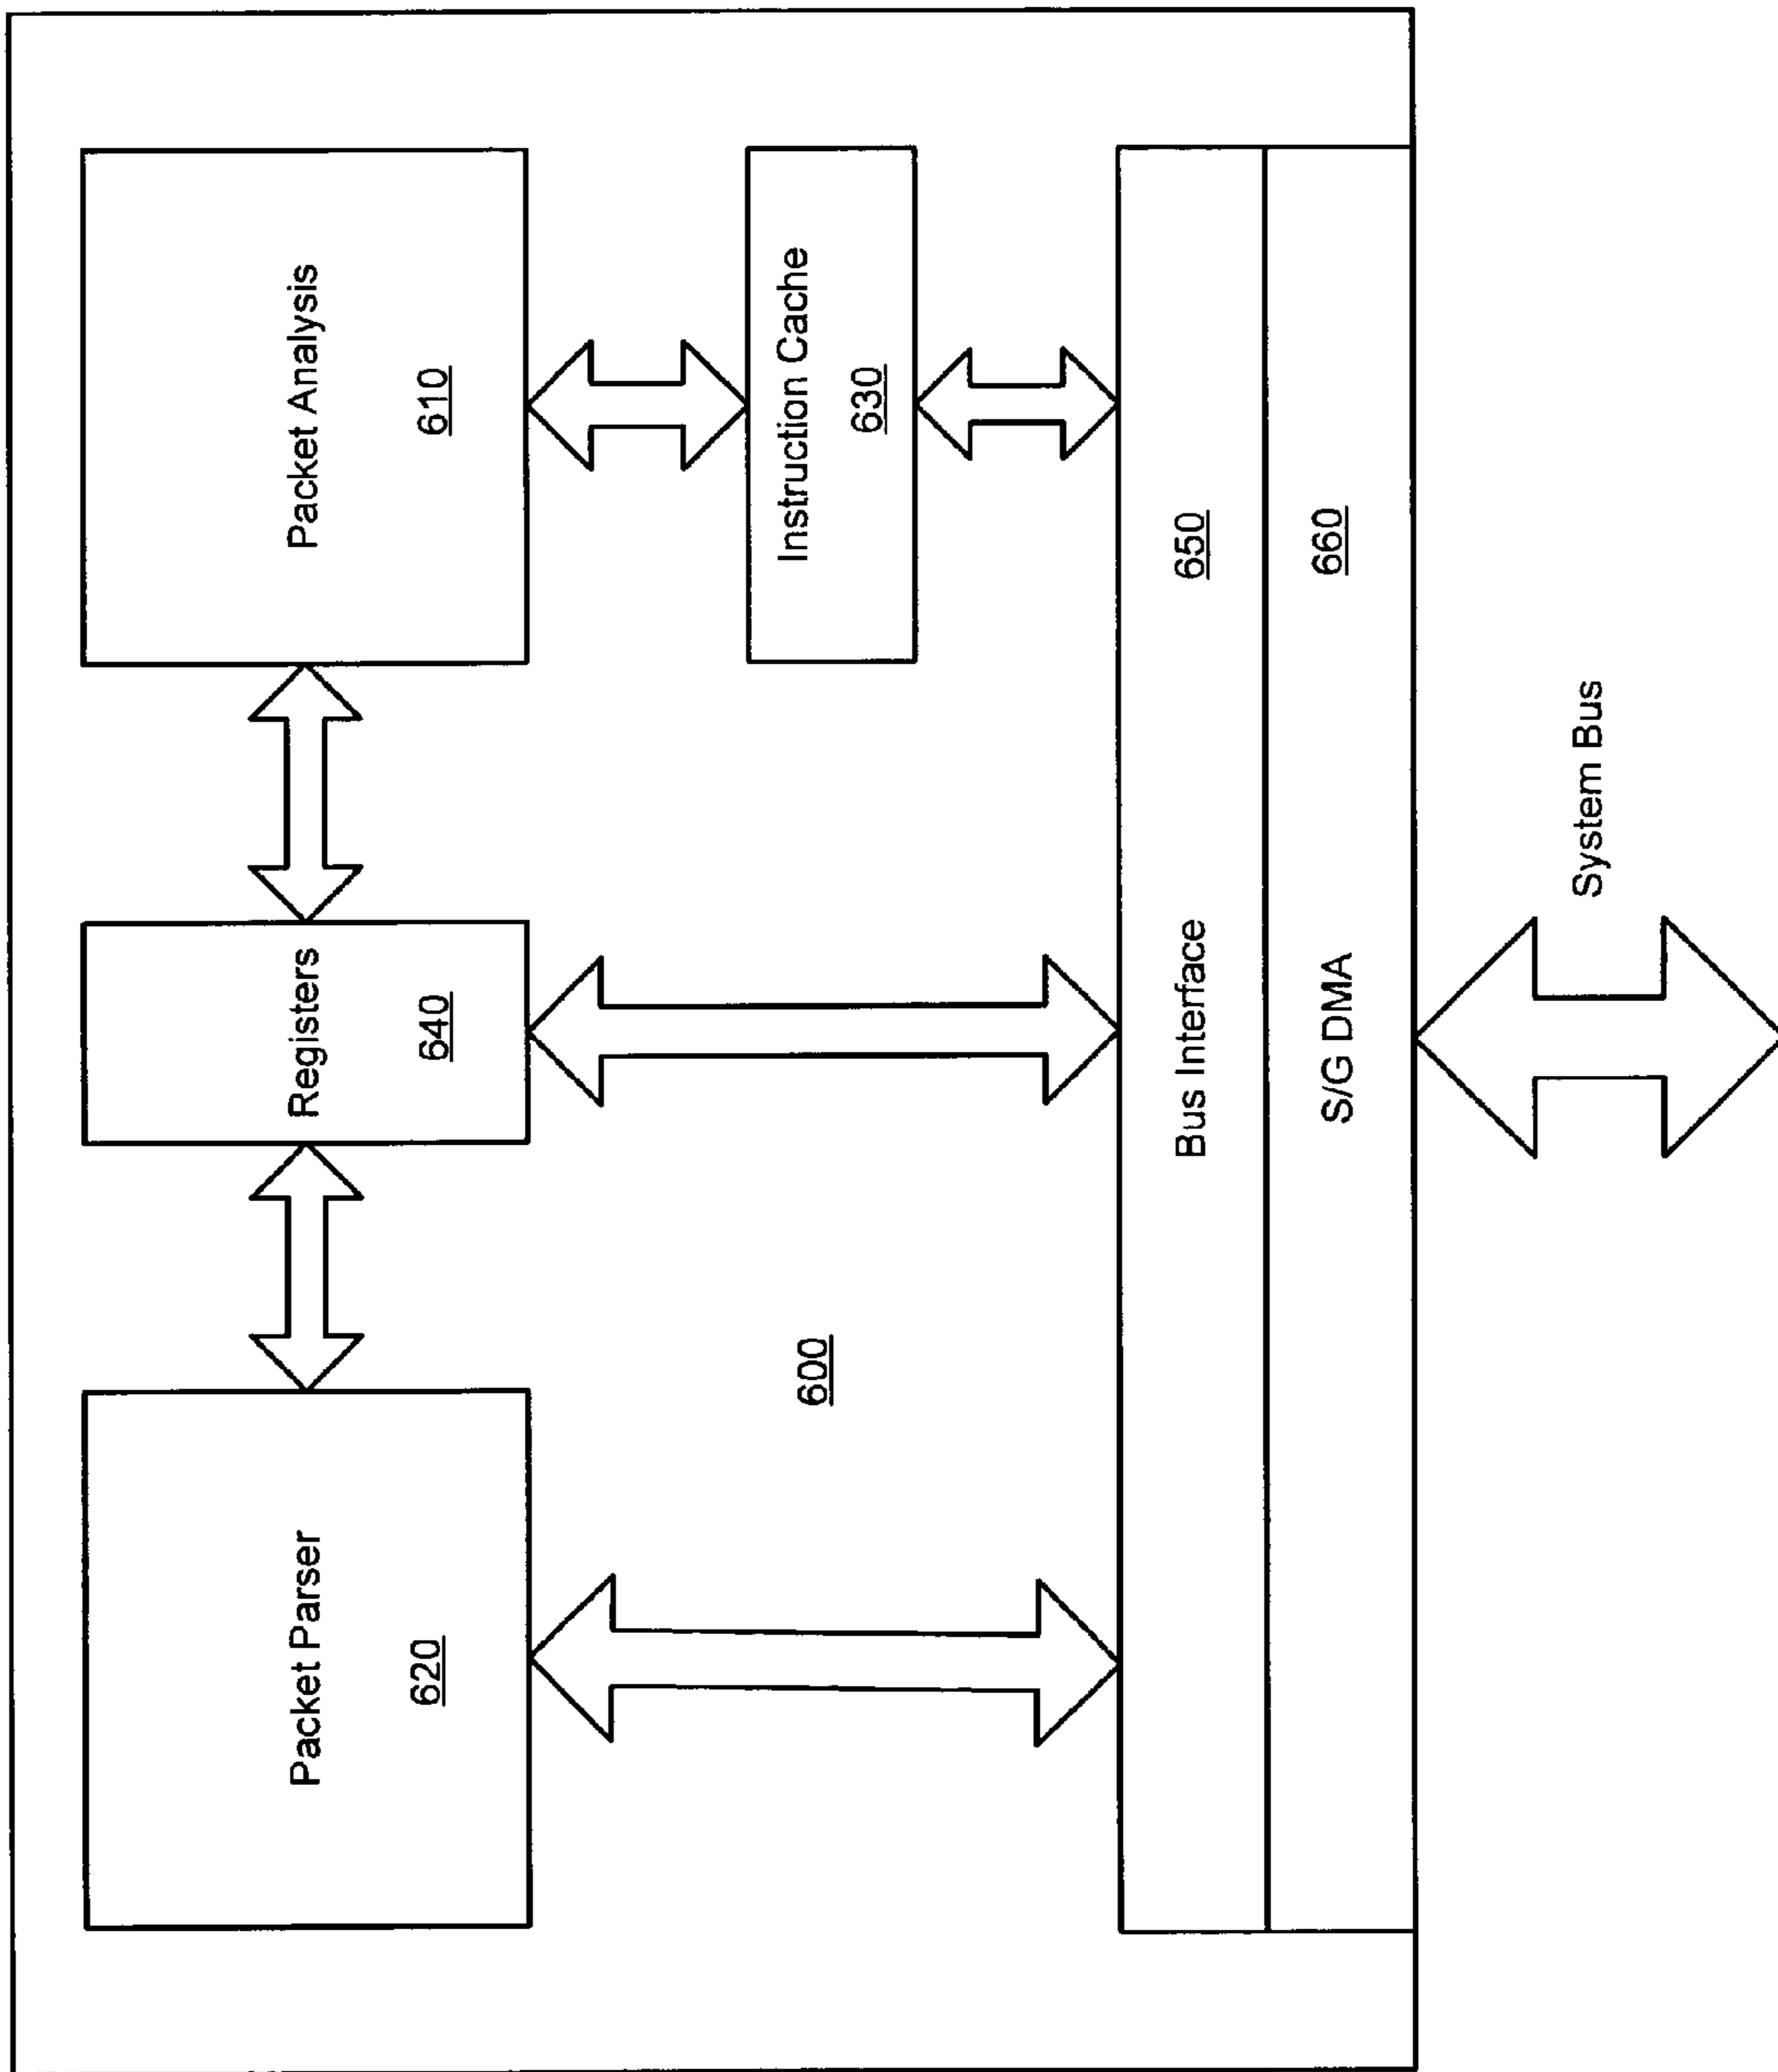 Packet Parser
620
Registers
640
Packet Analysis
610
600
Instruction Cache
630
Bus Interface
650
S/G DMA
660
System Bus